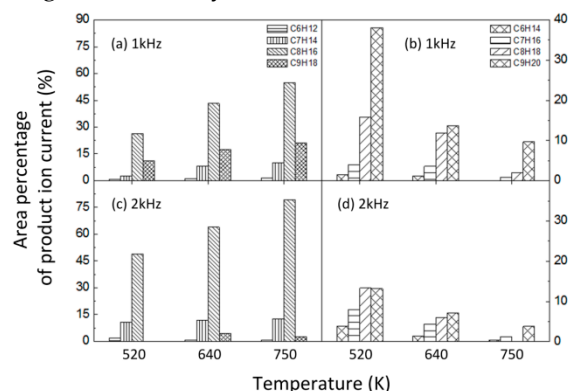 Area percentage
of product ion current (%)
(a) 1kHz
C6H12
C7H14
C8H16
C9H18
90
75
60
45
30
15
0
(b) 1kHz
C6H14
C7H16
C8H18
C9H20
40
30
20
10
0
(c) 2kHz
75
60
45
30
15
0
(d) 2kHz
30
20
10
0
520 640 750 520 640 750
Temperature (K)